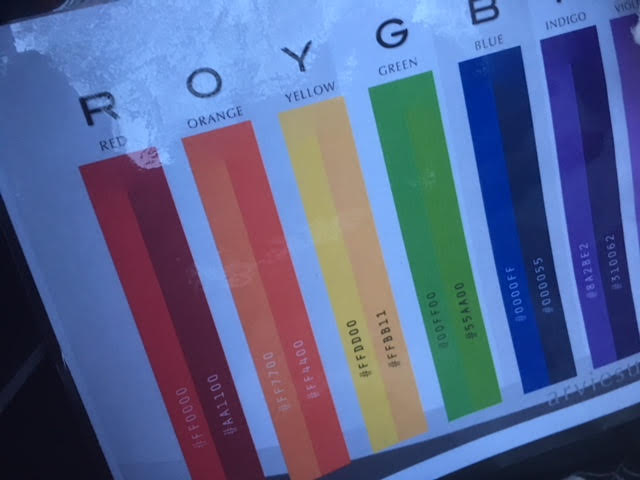 R O Y G B
RED ORANGE YELLOW GREEN BLUE INDIGO
#FF0000 #AA1100 #FF7700 #FF4400 #FFDD00 #FFBB11 #00FF00 #55AA00 #0000FF #000055 #8A2BE2 #310062